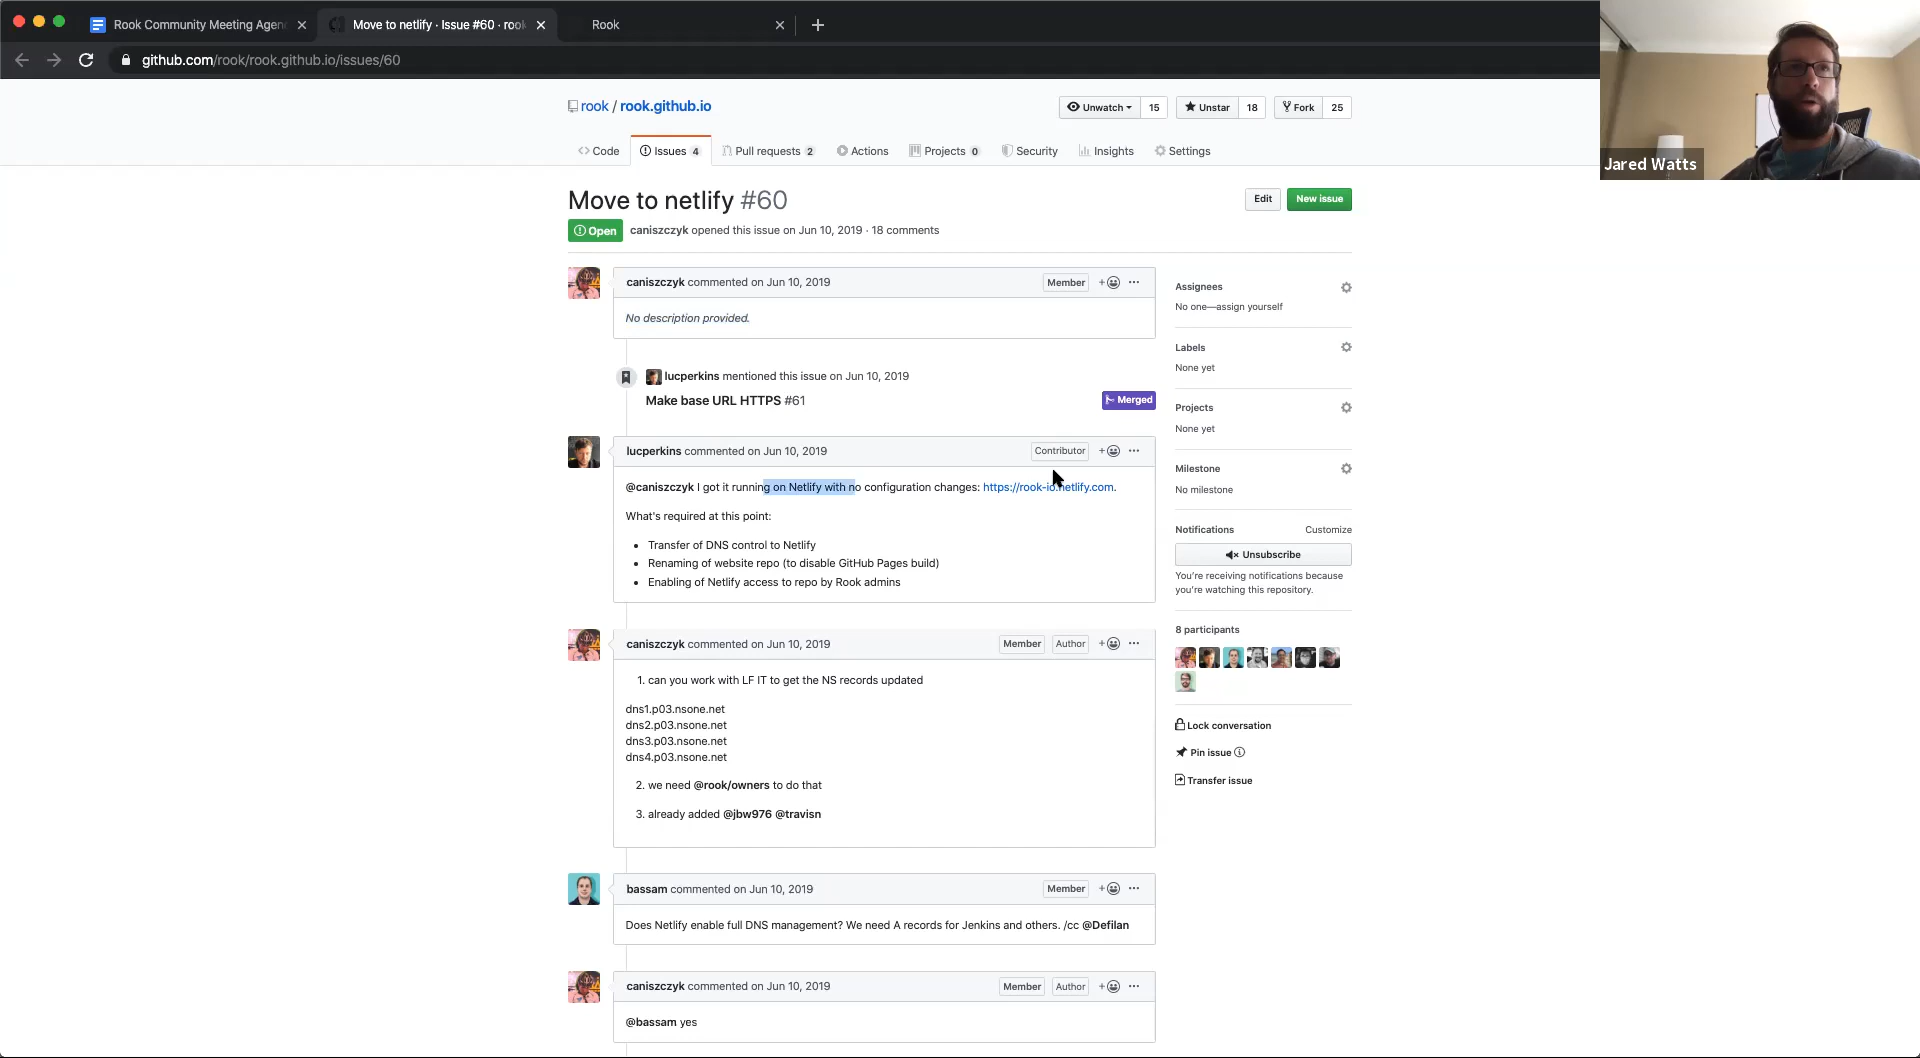 Rook Community Meeting Agen
Move to netlify · Issue #60 · rook
Rook
github.com/rook/rook.github.io/issues/60
Jared Watts
rook / rook.github.io
Unwatch 15
Unstar 18
Fork 25
Code
Issues 4
Pull requests 2
Actions
Projects 0
Security
Insights
Settings
Move to netlify #60
Edit
New issue
Open
caniszczyk opened this issue on Jun 10, 2019 · 18 comments
caniszczyk commented on Jun 10, 2019
Member
No description provided.
lucperkins mentioned this issue on Jun 10, 2019
Make base URL HTTPS #61
Merged
lucperkins commented on Jun 10, 2019
Contributor
@caniszczyk I got it running on Netlify with no configuration changes: https://rook-io.netlify.com.
What's required at this point:
• Transfer of DNS control to Netlify
• Renaming of website repo (to disable GitHub Pages build)
• Enabling of Netlify access to repo by Rook admins
caniszczyk commented on Jun 10, 2019
Member
Author
1. can you work with LF IT to get the NS records updated
dns1.p03.nsone.net
dns2.p03.nsone.net
dns3.p03.nsone.net
dns4.p03.nsone.net
2. we need @rook/owners to do that
3. already added @jbw976 @travisn
bassam commented on Jun 10, 2019
Member
Does Netlify enable full DNS management? We need A records for Jenkins and others. /cc @Defilan
caniszczyk commented on Jun 10, 2019
Member
Author
@bassam yes
Assignees
No one—assign yourself
Labels
None yet
Projects
None yet
Milestone
No milestone
Notifications
Customize
Unsubscribe
You're receiving notifications because
you're watching this repository.
8 participants
Lock conversation
Pin issue
Transfer issue